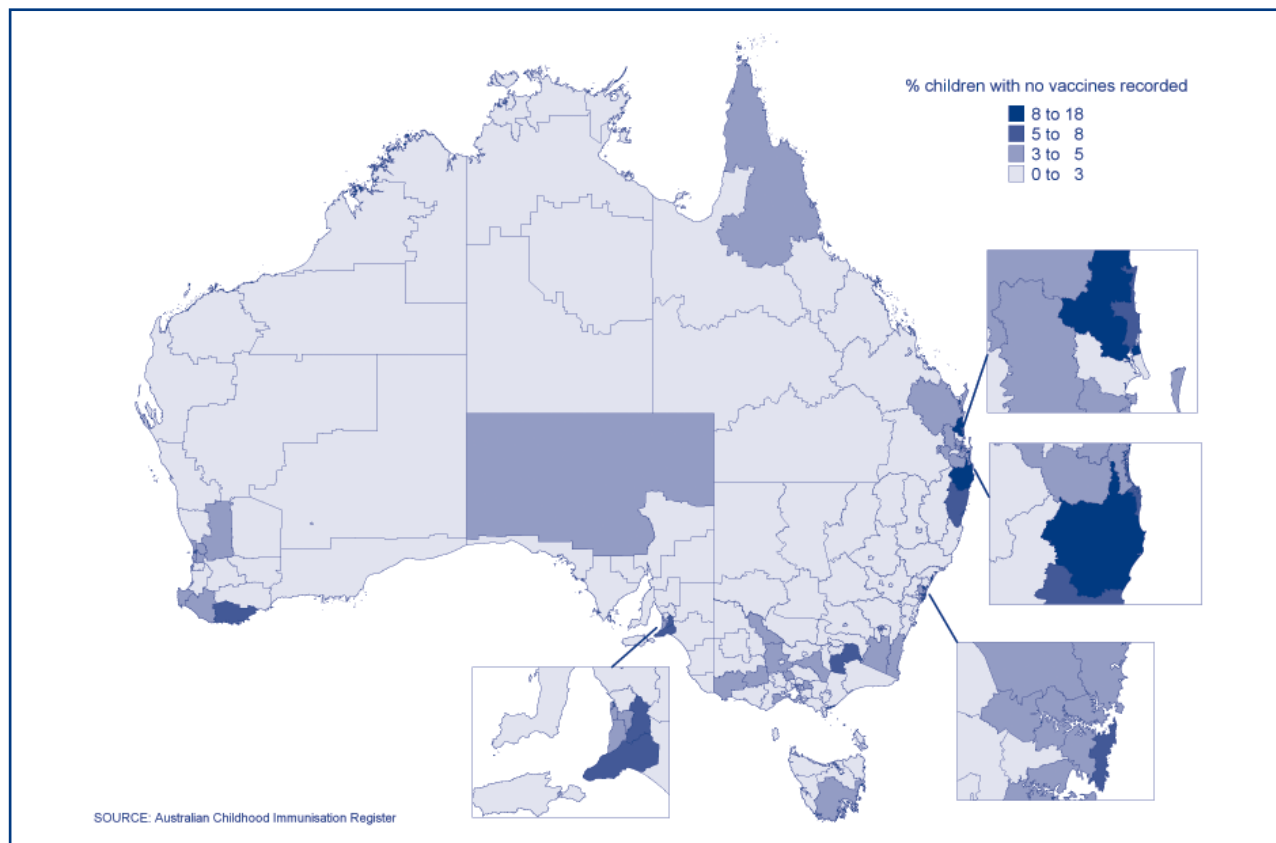 % children with no vaccines recorded
8 to 18
5 to 8
3 to 5
0 to 3
SOURCE: Australian Childhood Immunisation Register